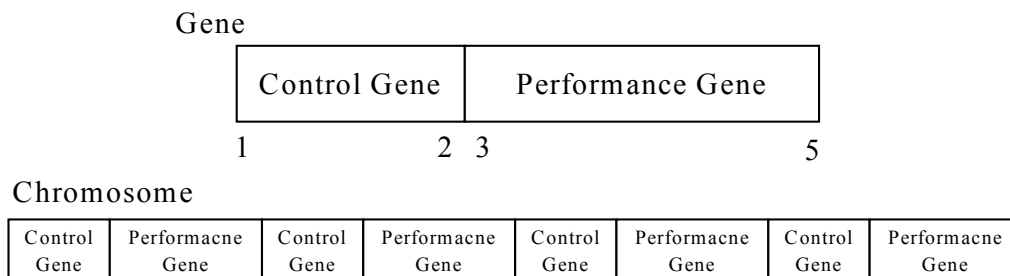 Gene
Control Gene Performance Gene
1 2 3 5
Chromosome
Control Performacne Control Performacne Control Performacne Control Performacne
Gene Gene Gene Gene Gene Gene Gene Gene